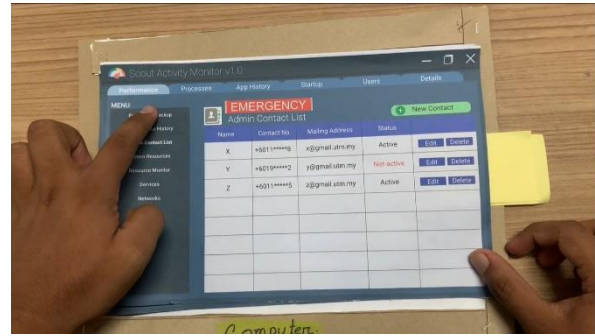 Scout Activity Monitor v1.0
Performance Processes App History Startup Users Details
MENU
EMERGENCY
Admin Contact List
New Contact
Name Contact No Mailing Address Status
X +6011*****8 x@gmail.utm.my Active Edit Delete
Y +6019*****2 y@gmail.utm.my Not-active Edit Delete
Z +6011*****5 z@gmail.utm.my Active Edit Delete
History
Contact List
Resources
Resource Monitor
Services
Networks
Computer.